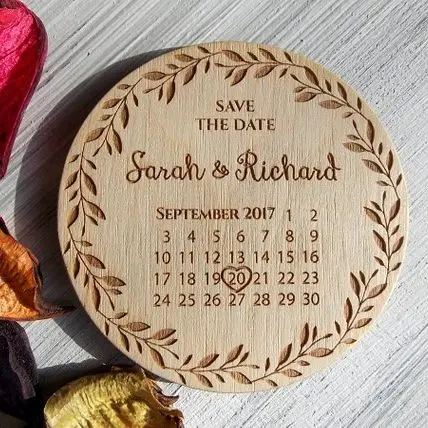 SAVE
THE DATE
Sarah & Richard
SEPTEMBER 2017 1 2
3 4 5 6 7 8 9
10 11 12 13 14 15 16
17 18 19 20 21 22 23
24 25 26 27 28 29 30